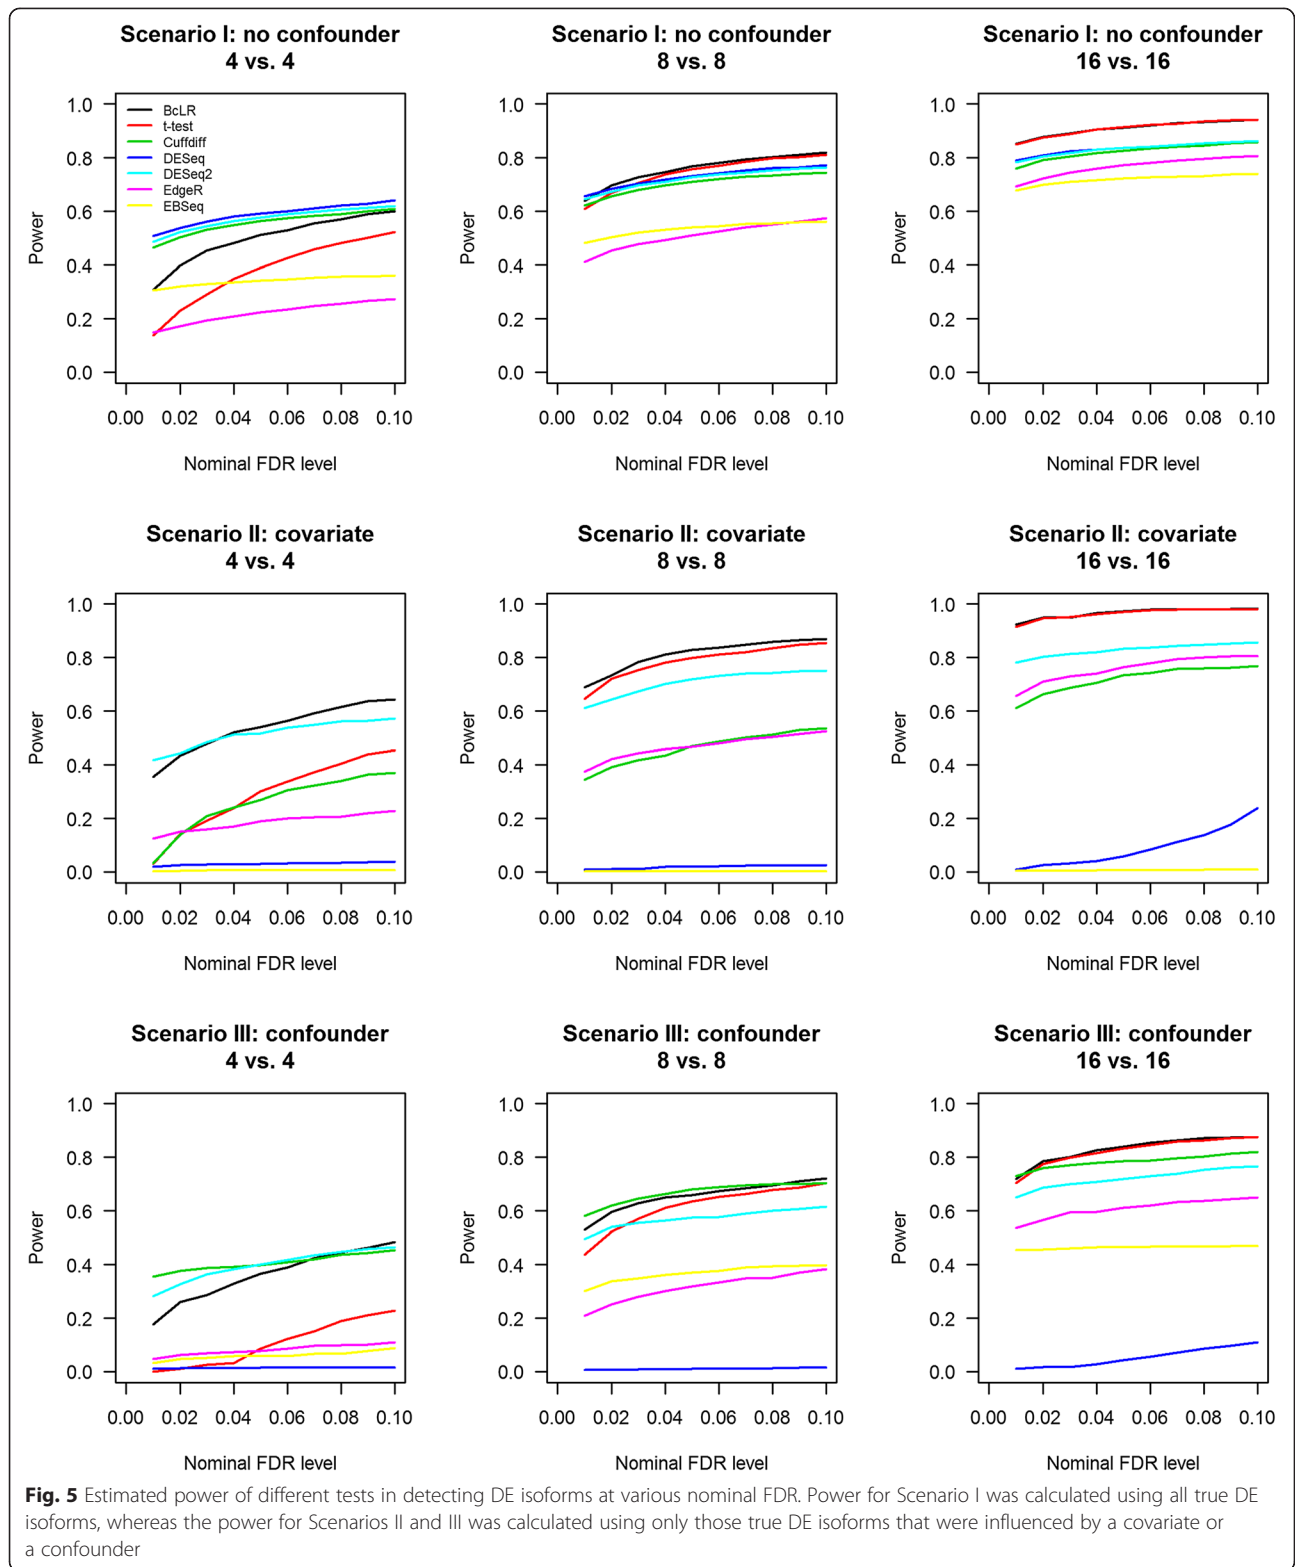 Scenario I: no confounder
4 vs. 4
1.0
0.8
0.6
0.4
0.2
0.0
Power
BcLR
t-test
Cuffdiff
DESeq
DESeq2
EdgeR
EBSeq
0.00 0.02 0.04 0.06 0.08 0.10
Nominal FDR level
Scenario I: no confounder
8 vs. 8
1.0
0.8
0.6
0.4
0.2
0.0
Power
0.00 0.02 0.04 0.06 0.08 0.10
Nominal FDR level
Scenario I: no confounder
16 vs. 16
1.0
0.8
0.6
0.4
0.2
0.0
Power
0.00 0.02 0.04 0.06 0.08 0.10
Nominal FDR level
Scenario II: covariate
4 vs. 4
1.0
0.8
0.6
0.4
0.2
0.0
Power
0.00 0.02 0.04 0.06 0.08 0.10
Nominal FDR level
Scenario II: covariate
8 vs. 8
1.0
0.8
0.6
0.4
0.2
0.0
Power
0.00 0.02 0.04 0.06 0.08 0.10
Nominal FDR level
Scenario II: covariate
16 vs. 16
1.0
0.8
0.6
0.4
0.2
0.0
Power
0.00 0.02 0.04 0.06 0.08 0.10
Nominal FDR level
Scenario III: confounder
4 vs. 4
1.0
0.8
0.6
0.4
0.2
0.0
Power
0.00 0.02 0.04 0.06 0.08 0.10
Nominal FDR level
Scenario III: confounder
8 vs. 8
1.0
0.8
0.6
0.4
0.2
0.0
Power
0.00 0.02 0.04 0.06 0.08 0.10
Nominal FDR level
Scenario III: confounder
16 vs. 16
1.0
0.8
0.6
0.4
0.2
0.0
Power
0.00 0.02 0.04 0.06 0.08 0.10
Nominal FDR level
Fig. 5 Estimated power of different tests in detecting DE isoforms at various nominal FDR. Power for Scenario I was calculated using all true DE
isoforms, whereas the power for Scenarios II and III was calculated using only those true DE isoforms that were influenced by a covariate or
a confounder